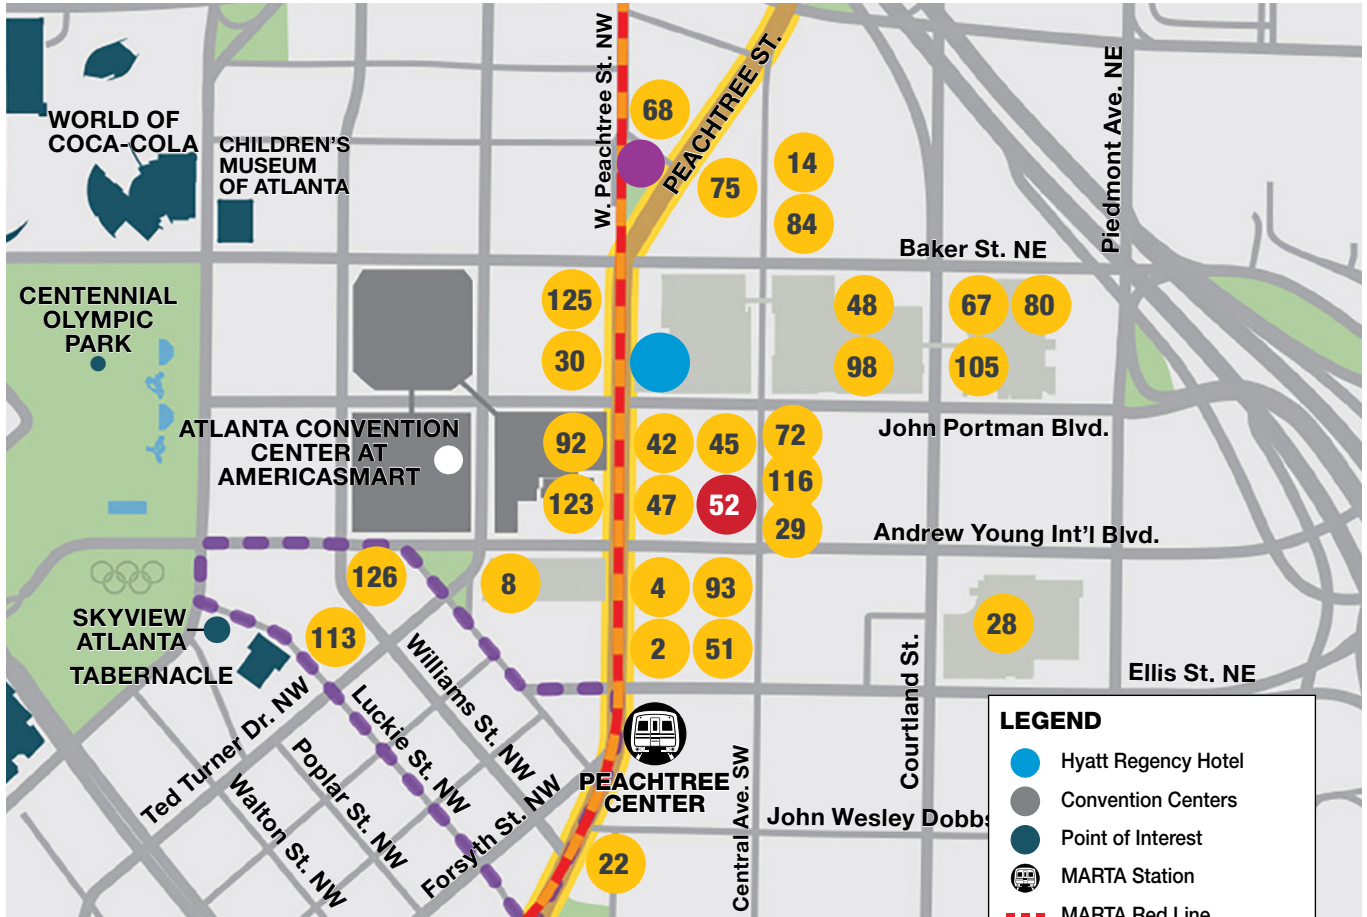 W. Peachtree St. NW
PEACHTREE ST.
Piedmont Ave. NE
68
WORLD OF
COCA-COLA
CHILDREN'S
MUSEUM
OF ATLANTA
75
14
84
Baker St. NE
CENTENNIAL
OLYMPIC
PARK
125
30
48
67
80
98
105
John Portman Blvd.
ATLANTA CONVENTION
CENTER AT
AMERICASMART
92
42
45
72
116
123
47
52
29
Andrew Young Int'l Blvd.
126
8
4
93
SKYVIEW
ATLANTA
113
2
51
28
TABERNACLE
Ellis St. NE
Ted Turner Dr. NW
Luckie St. NW
Williams St. NW
Poplar St. NW
Walton St. NW
Forsyth St. NW
PEACHTREE
CENTER
Central Ave. SW
Courtland St.
John Wesley Dobbs
22
LEGEND
Hyatt Regency Hotel
Convention Centers
Point of Interest
MARTA Station
MARTA Red Line